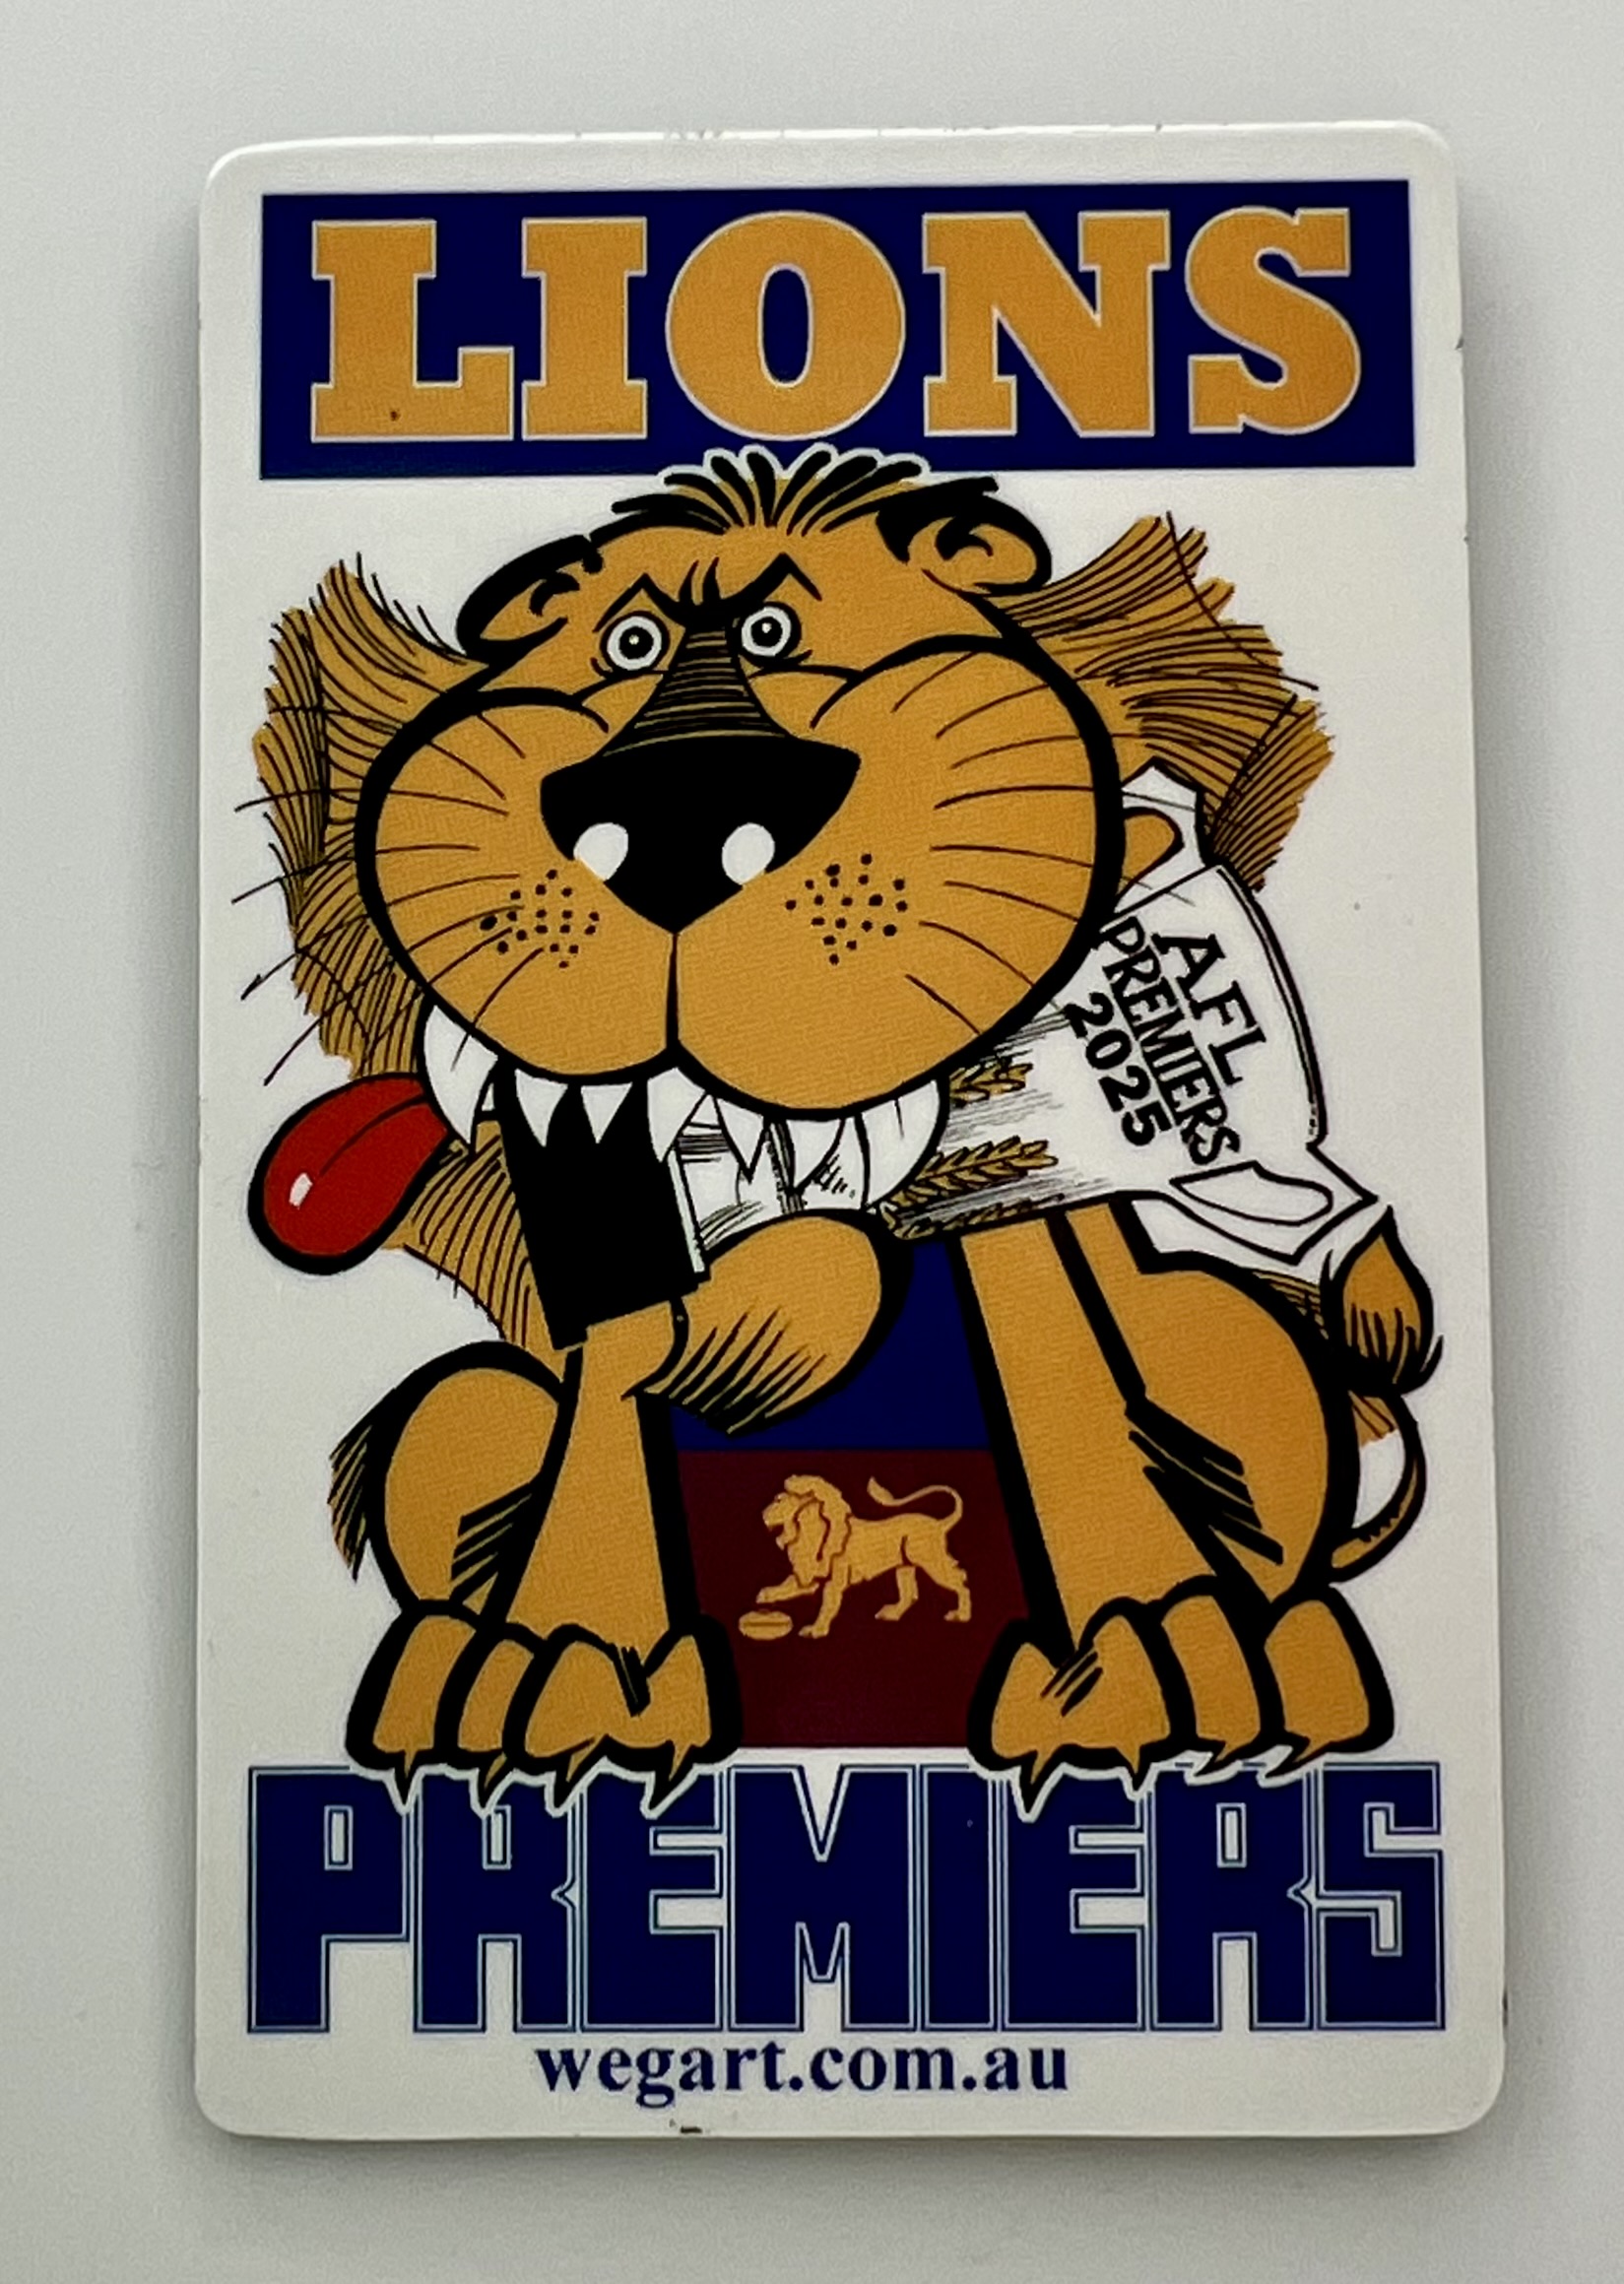 LIONS
AFL
PREMIERS
2025
PREMIERS
wegart.com.au